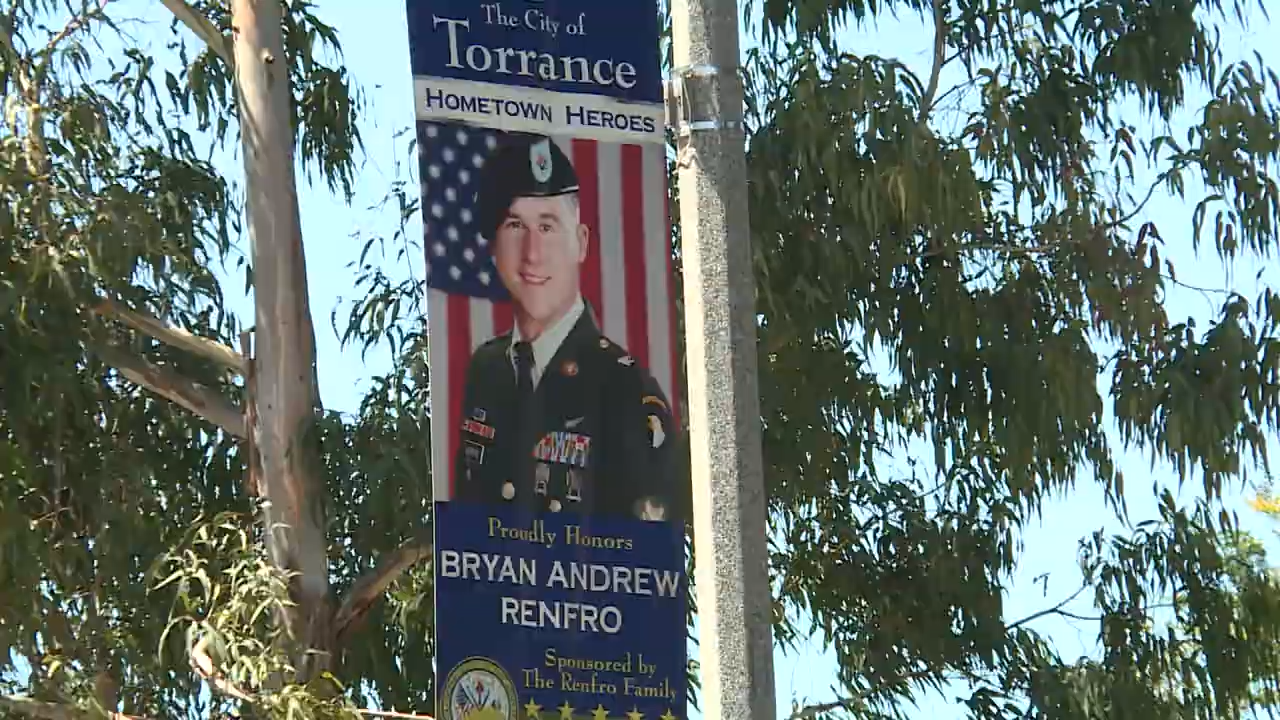 The City of
Torrance
HOMETOWN HEROES
Proudly Honors
BRYAN ANDREW
RENFRO
Sponsored by
The Renfro Family